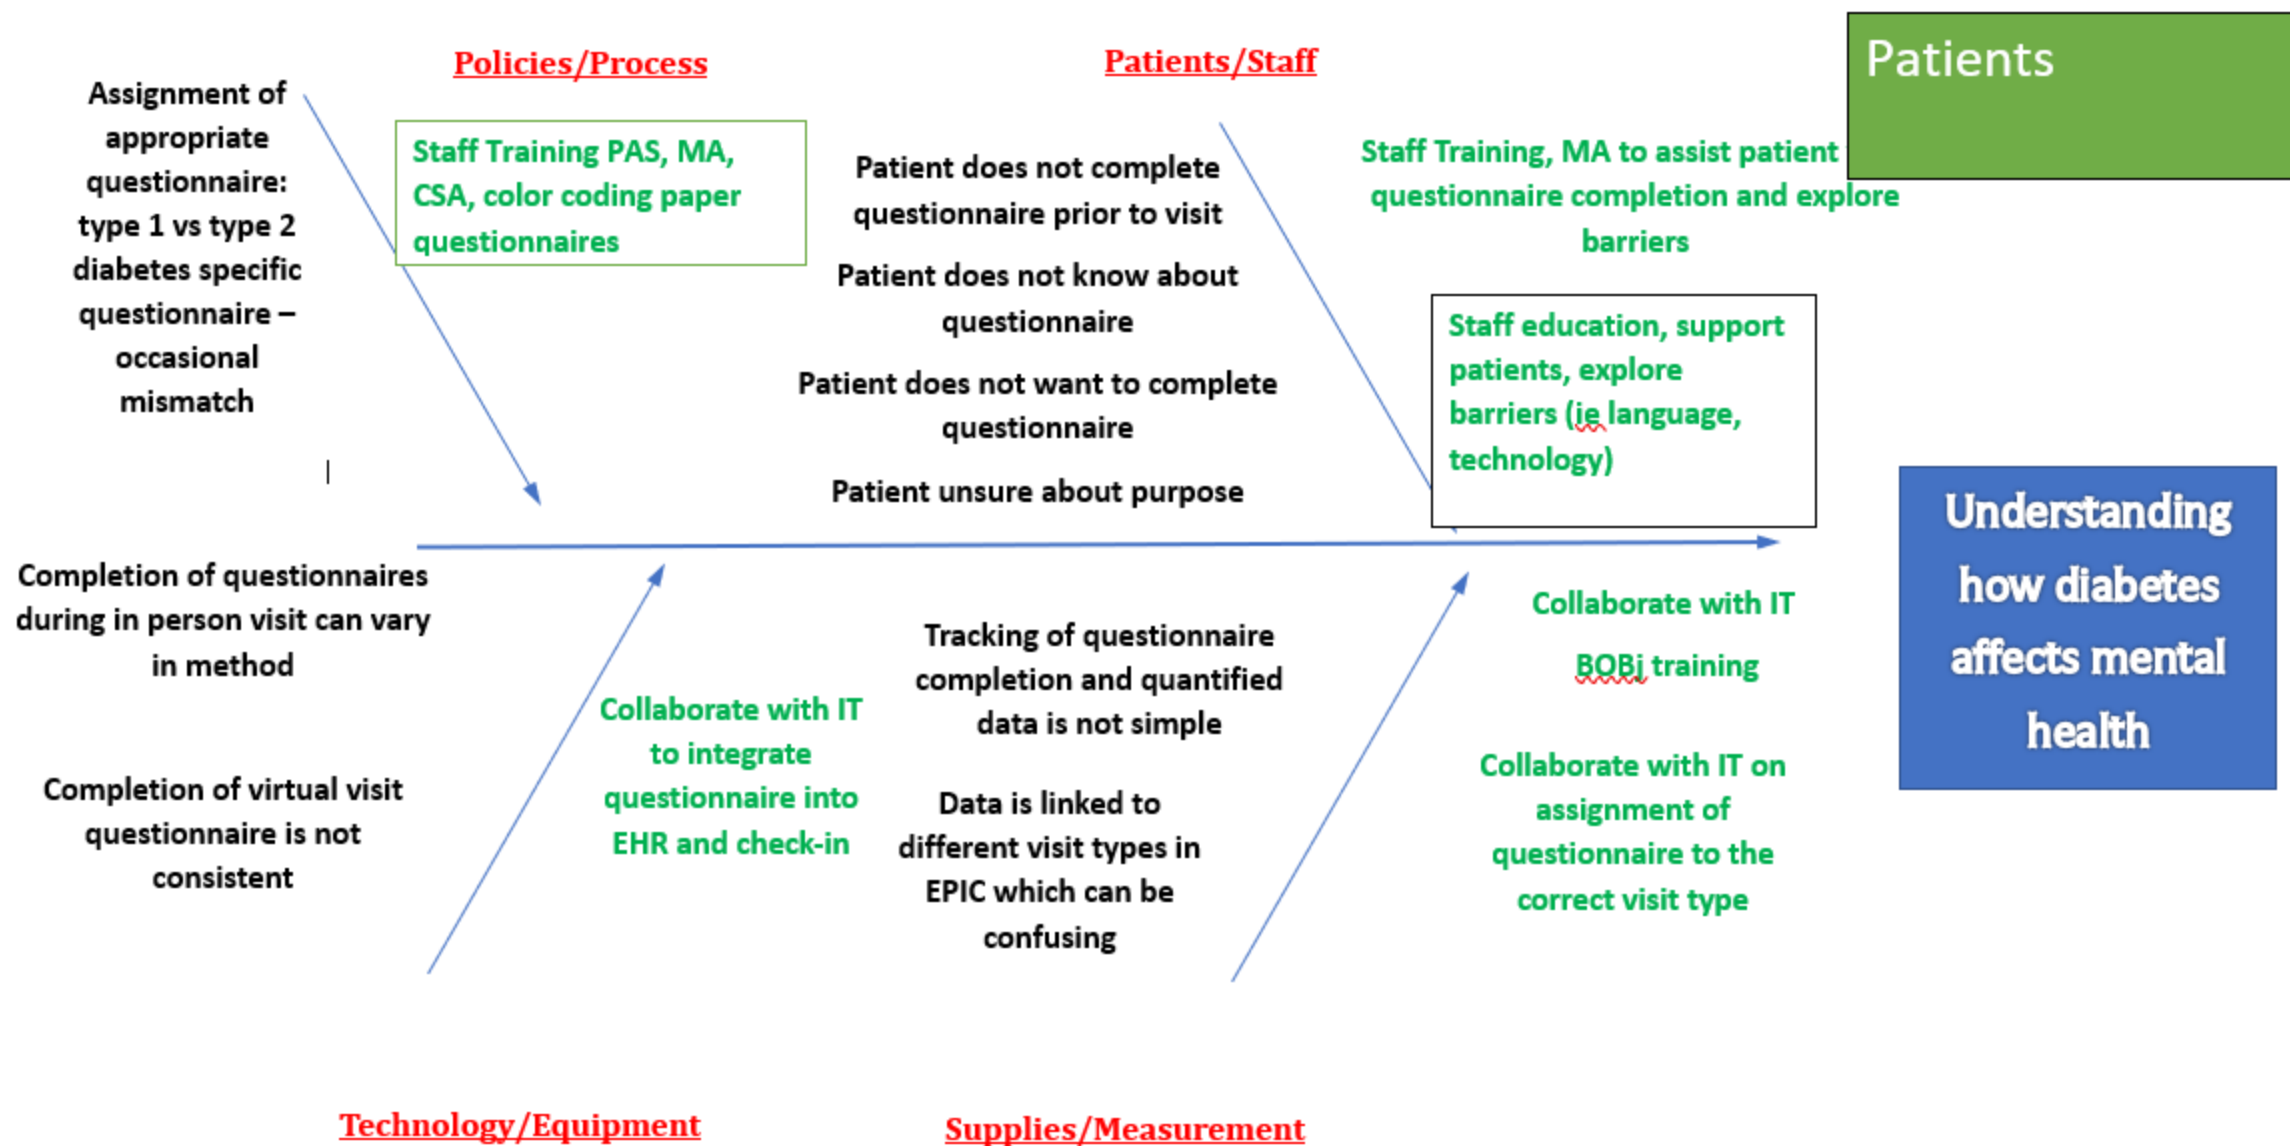 Policies/Process
Patients/Staff
Patients
Assignment of
appropriate
questionnaire:
type 1 vs type 2
diabetes specific
questionnaire –
occasional
mismatch
Staff Training PAS, MA,
CSA, color coding paper
questionnaires
Patient does not complete
questionnaire prior to visit
Patient does not know about
questionnaire
Patient does not want to complete
questionnaire
Patient unsure about purpose
Staff Training, MA to assist patient
questionnaire completion and explore
barriers
Staff education, support
patients, explore
barriers (ie language,
technology)
Understanding
how diabetes
affects mental
health
Completion of questionnaires
during in person visit can vary
in method
Completion of virtual visit
questionnaire is not
consistent
Collaborate with IT
to integrate
questionnaire into
EHR and check-in
Tracking of questionnaire
completion and quantified
data is not simple
Data is linked to
different visit types in
EPIC which can be
confusing
Collaborate with IT
BOBj training
Collaborate with IT on
assignment of
questionnaire to the
correct visit type
Technology/Equipment
Supplies/Measurement